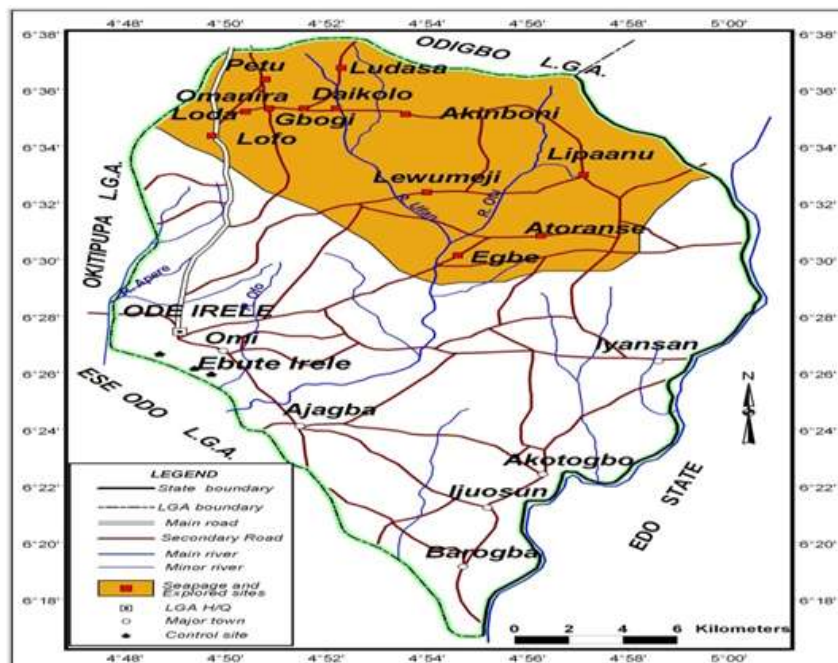 4°48' 4°50' 4°52' 4°54' 4°56' 4°58' 5°00'
6°38' 6°38'
ODIGBO L.G.A.
6°36' 6°36'
Petu Ludasa
Omanira Daikolo
Loda Gbogi Akinboni
Lofo
6°34' 6°34'
Lipaanu
Lewumeji
OKITIPUPA L.G.A.
R. Ufun
R. Oty
6°32' 6°32'
Atoranse
Egbe
6°30' 6°30'
R. Apare
R. Ofo
ODE IRELE
6°28' 6°28'
Omi
Iyansan
Ebute Irele
6°26' 6°26'
ESE ODO L.G.A.
N
S
Ajagba
6°24' 6°24'
Akotogbo
6°22' 6°22'
Ijuosun
EDO STATE
6°20' 6°20'
Barogba
6°18' 6°18'
LEGEND
State boundary
LGA boundary
Main road
Secondary Road
Main river
Minor river
Seapage and
Explored sites
LGA H/Q
Major town
Control site
0 2 4 6 Kilometers
4°48' 4°50' 4°52' 4°54' 4°56' 4°58' 5°00'